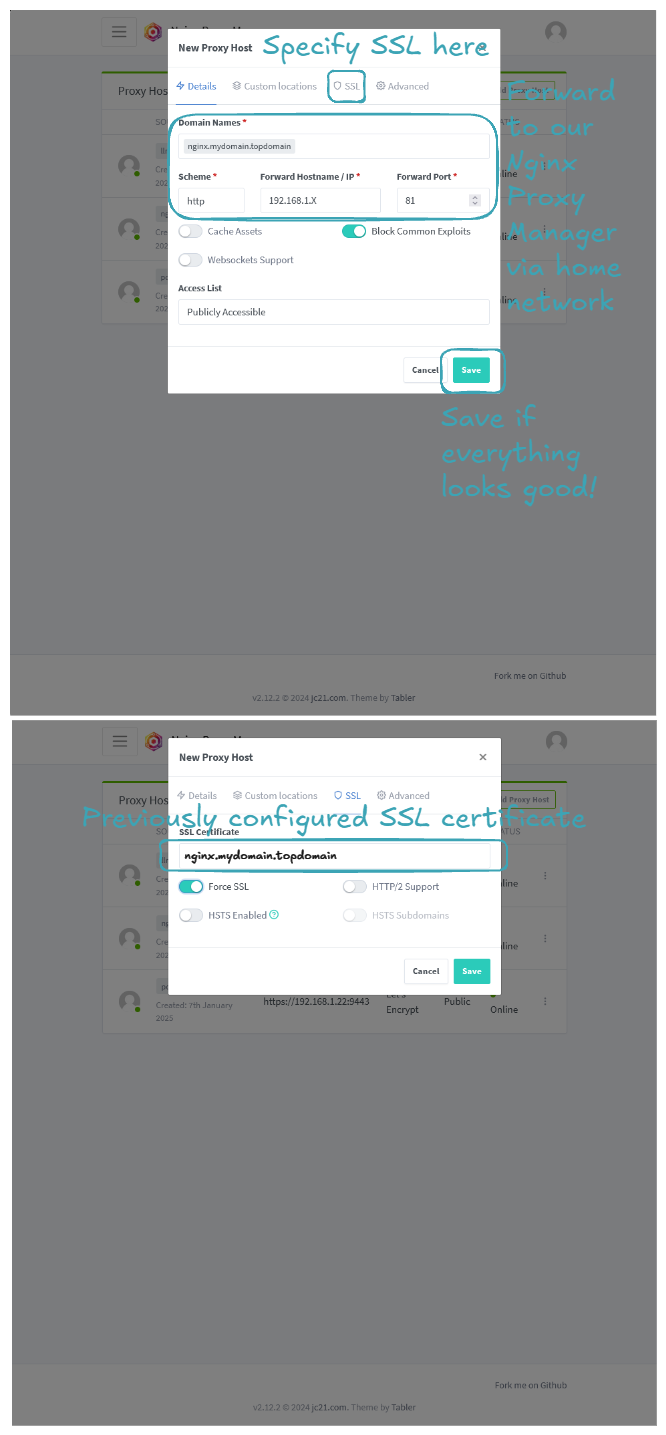 New Proxy Host
Specify SSL here
Details Custom locations SSL Advanced
Domain Names *
nginx.mydomain.topdomain
Scheme * Forward Hostname / IP * Forward Port *
http 192.168.1.X 81
Cache Assets Block Common Exploits
Websockets Support
Access List
Publicly Accessible
Cancel Save
Forward
to our
Nginx
Proxy
Manager
via home
network
Save if
everything
looks good!
Fork me on Github
v2.12.2 © 2024 jc21.com. Theme by Tabler
New Proxy Host
Details Custom locations SSL Advanced
Proxy Host
Previously configured SSL certificate
SSL Certificate
nginx.mydomain.topdomain
Force SSL HTTP/2 Support
HSTS Enabled HSTS Subdomains
Cancel Save
https://192.168.1.22:9443 Let's Encrypt Public Online
Created: 7th January
2025
Fork me on Github
v2.12.2 © 2024 jc21.com. Theme by Tabler